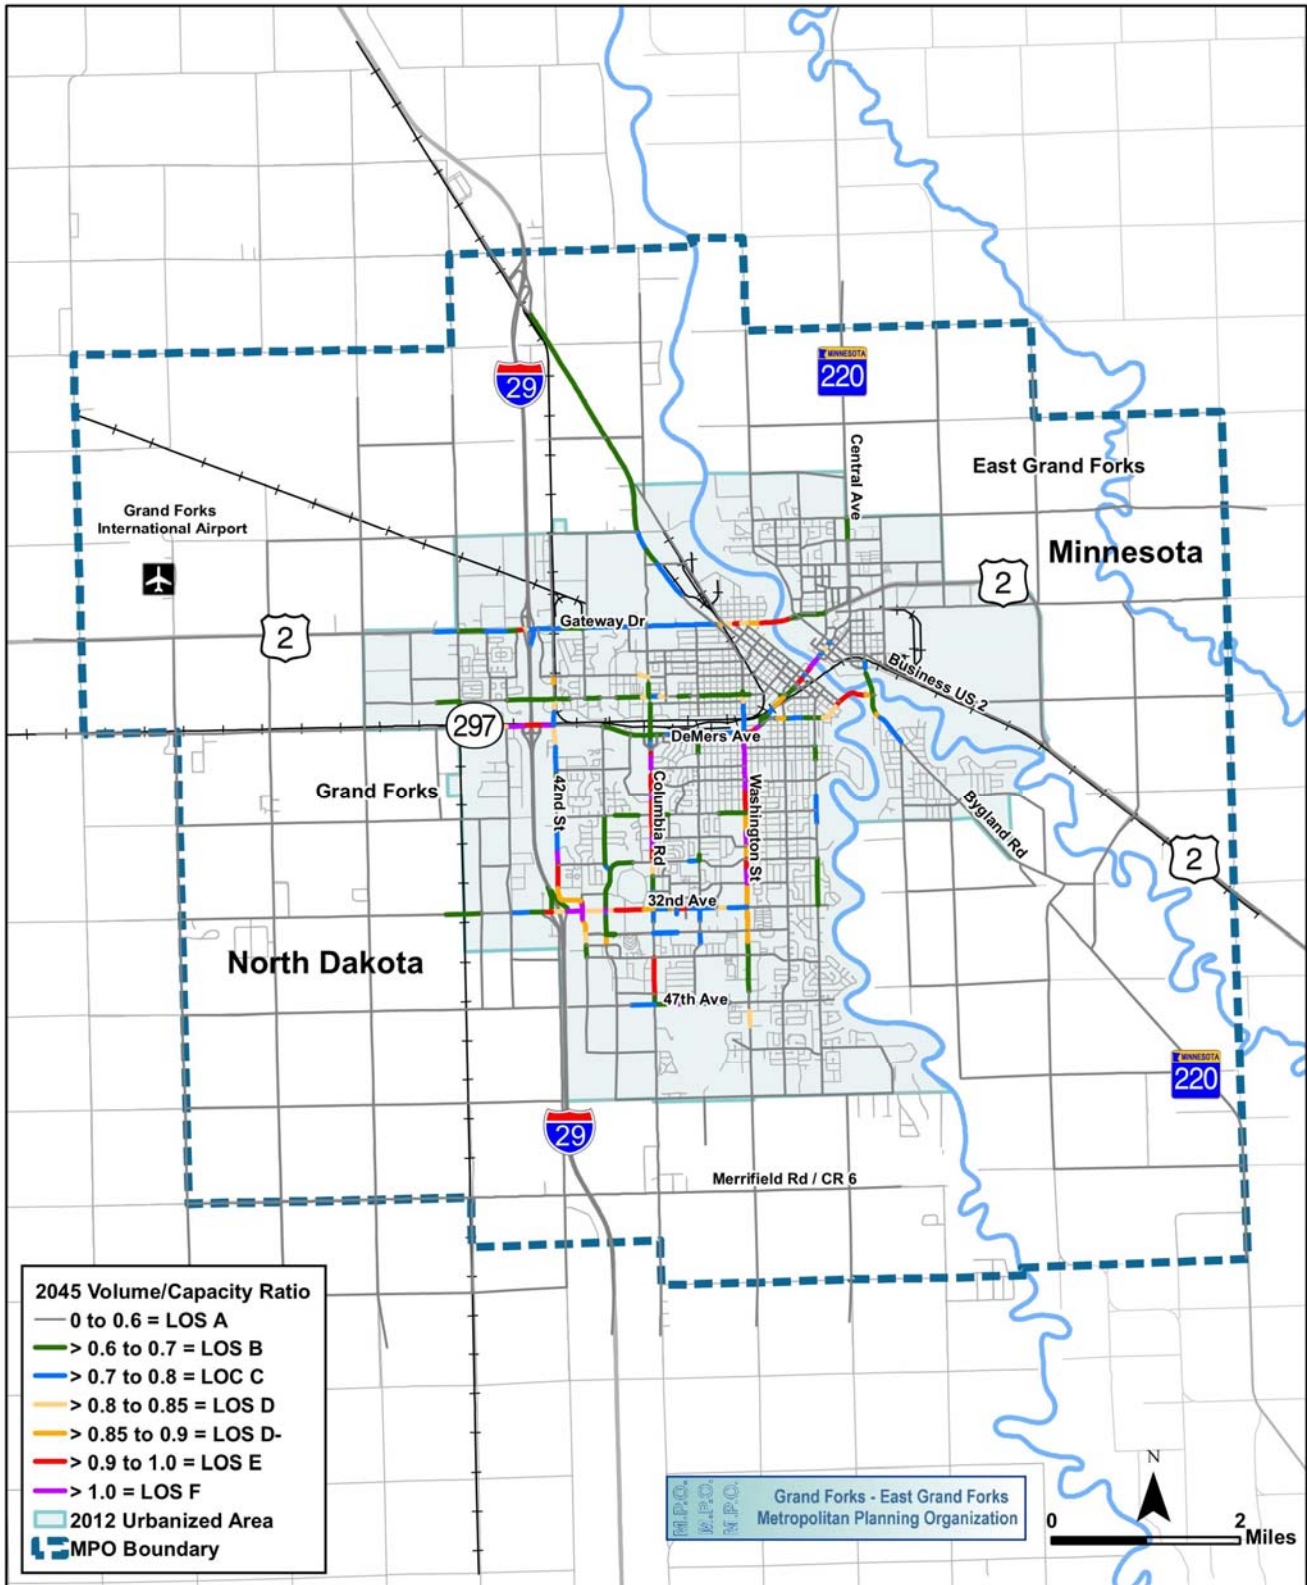 29
MINNESOTA
220
Central Ave
East Grand Forks
Grand Forks
International Airport
Minnesota
2
2
Gateway Dr
Business US 2
297
DeMers Ave
Grand Forks
42nd St
Columbia Rd
Washington St
Bygland Rd
2
32nd Ave
North Dakota
47th Ave
MINNESOTA
220
29
Merrifield Rd / CR 6
2045 Volume/Capacity Ratio
0 to 0.6 = LOS A
> 0.6 to 0.7 = LOS B
> 0.7 to 0.8 = LOC C
> 0.8 to 0.85 = LOS D
> 0.85 to 0.9 = LOS D-
> 0.9 to 1.0 = LOS E
> 1.0 = LOS F
2012 Urbanized Area
MPO Boundary
M.P.O.
M.P.O.
M.P.O.
Grand Forks - East Grand Forks
Metropolitan Planning Organization
N
0 2
Miles